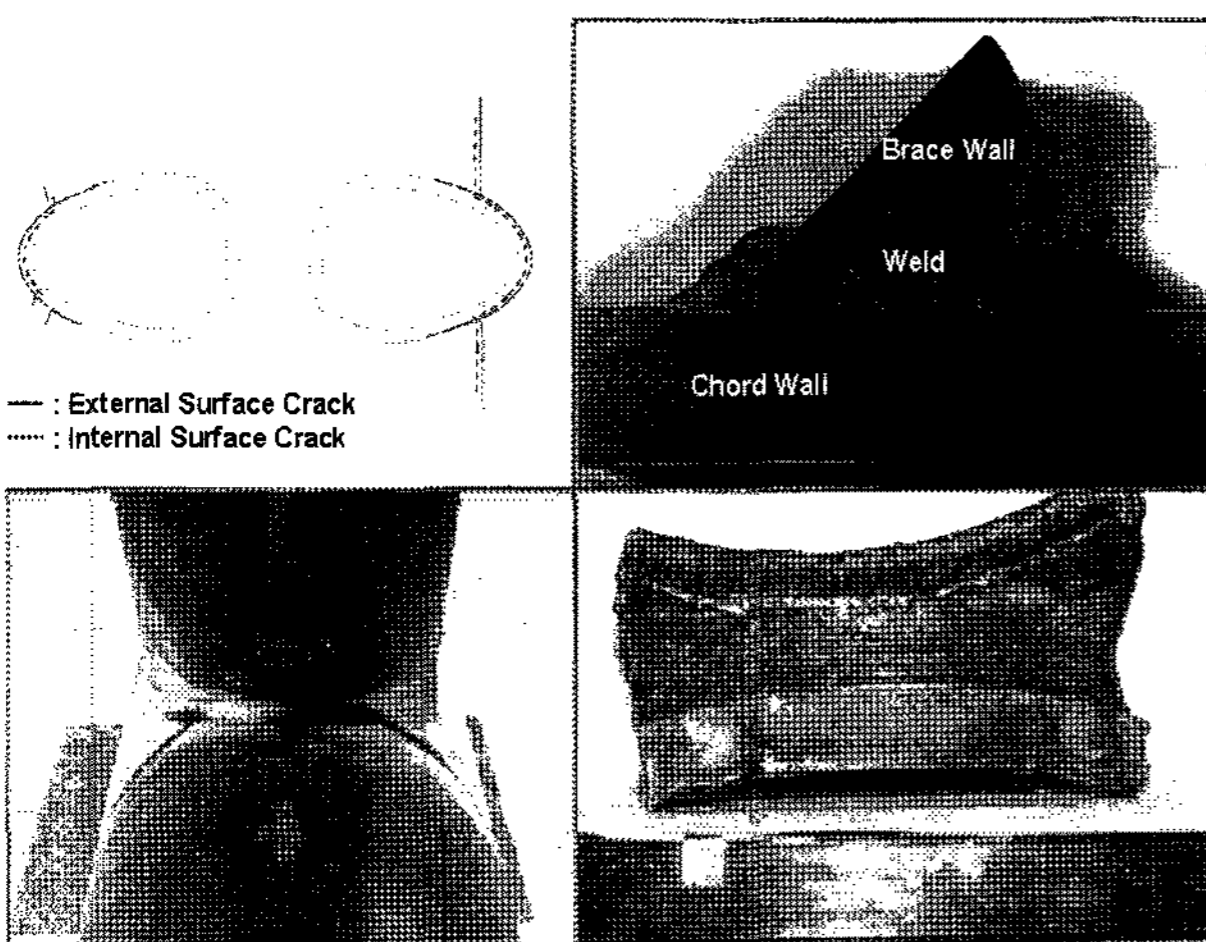 — : External Surface Crack
······ : Internal Surface Crack
Brace Wall
Weld
Chord Wall